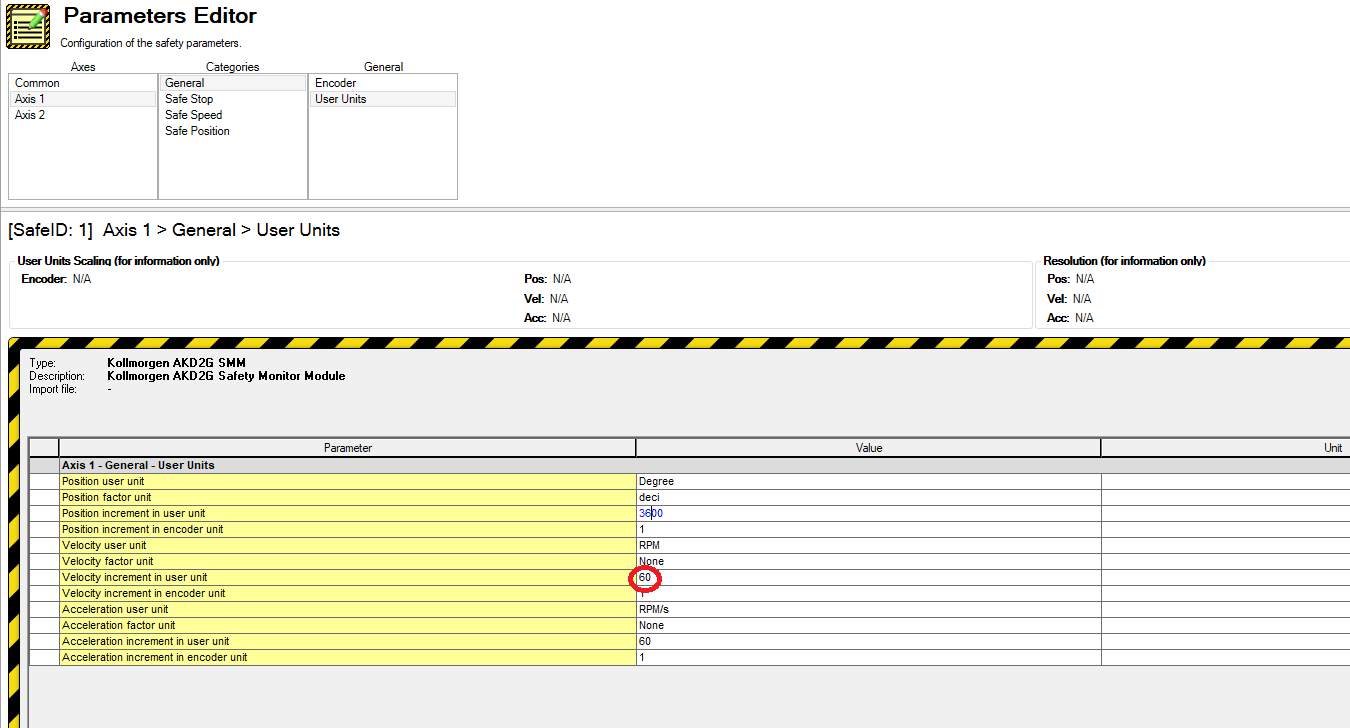 Parameters Editor
Configuration of the safety parameters.
Axes Categories General
Common General Encoder
Axis 1 Safe Stop User Units
Axis 2 Safe Speed
Safe Position
[SafeID: 1] Axis 1 > General > User Units
User Units Scaling (for information only) Resolution (for information only)
Encoder: N/A Pos: N/A Pos: N/A
Vel: N/A Vel: N/A
Acc: N/A Acc: N/A
Type: Kollmorgen AKD2G SMM
Description: Kollmorgen AKD2G Safety Monitor Module
Import file: -
Parameter Value Unit
Axis 1 - General - User Units
Position user unit Degree
Position factor unit deci
Position increment in user unit 3600
Position increment in encoder unit 1
Velocity user unit RPM
Velocity factor unit None
Velocity increment in user unit 60
Velocity increment in encoder unit 1
Acceleration user unit RPM/s
Acceleration factor unit None
Acceleration increment in user unit 60
Acceleration increment in encoder unit 1